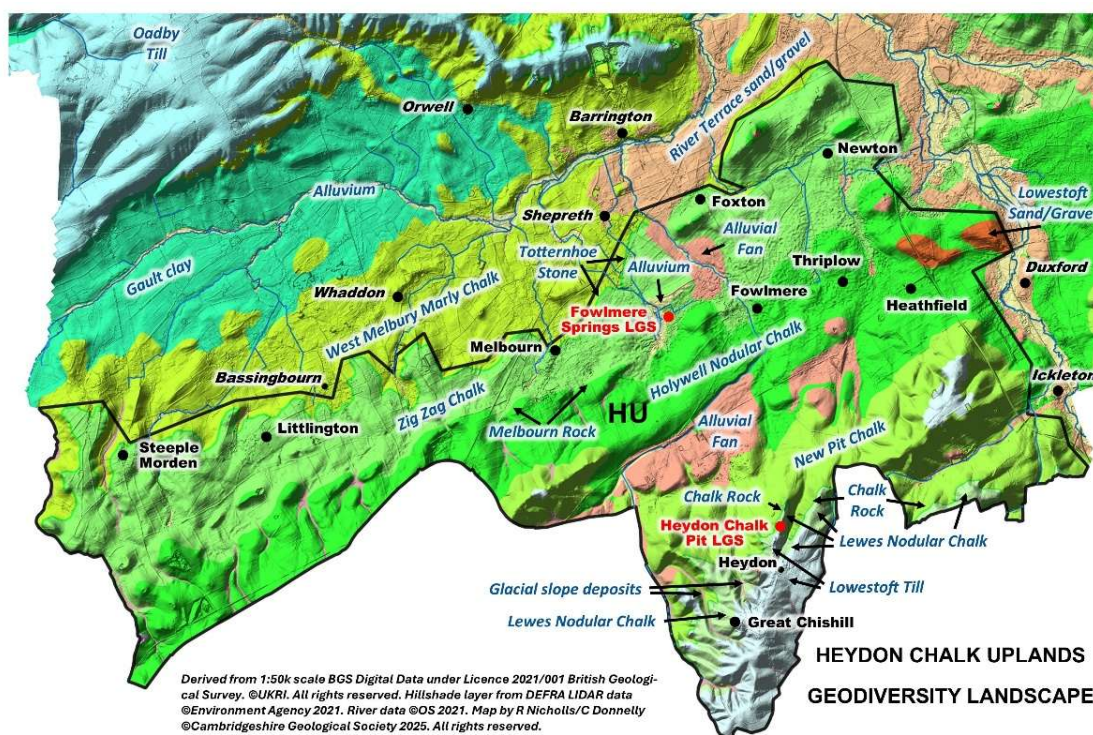 Oadby
Till
Orwell
Barrington
River Terrace sand/gravel
Newton
Alluvium
Shepreth
Foxton
Lowestoft
Sand/Gravel
Totternhoe
Stone
Alluvium
Alluvial
Fan
Thriplow
Duxford
Gault clay
Whaddon
West Melbury Marly Chalk
Fowlmere
Springs LGS
Fowlmere
Heathfield
Melbourn
Bassingbourn
Zig Zag Chalk
Holywell Nodular Chalk
Ickleton
HU
Melbourn Rock
Littlington
Steeple
Morden
Alluvial
Fan
New Pit Chalk
Chalk Rock
Chalk
Rock
Heydon Chalk
Pit LGS
Lewes Nodular Chalk
Heydon
Glacial slope deposits
Lowestoft Till
Lewes Nodular Chalk
Great Chishill
HEYDON CHALK UPLANDS
GEODIVERSITY LANDSCAPE
Derived from 1:50k scale BGS Digital Data under Licence 2021/001 British Geologi-
cal Survey. ©UKRI. All rights reserved. Hillshade layer from DEFRA LIDAR data
©Environment Agency 2021. River data ©OS 2021. Map by R Nicholls/C Donnelly
©Cambridgeshire Geological Society 2025. All rights reserved.